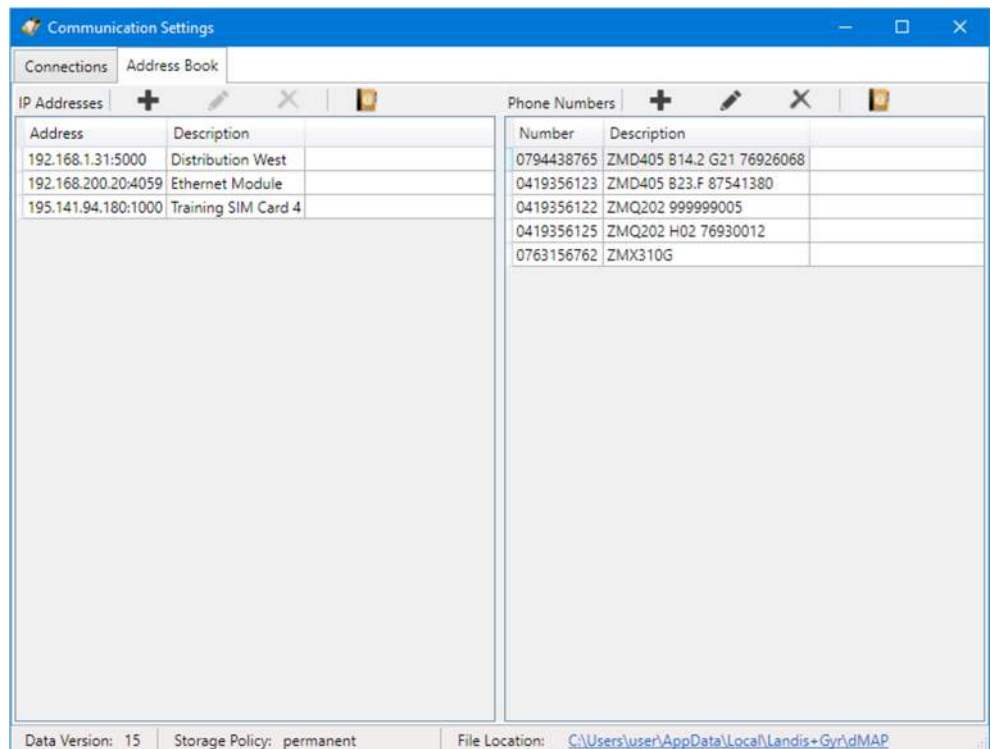 Communication Settings
Connections Address Book
IP Addresses
Address Description
192.168.1.31:5000 Distribution West
192.168.200.20:4059 Ethernet Module
195.141.94.180:1000 Training SIM Card 4
Phone Numbers
Number Description
0794438765 ZMD405 B14.2 G21 76926068
0419356123 ZMD405 B23.F 87541380
0419356122 ZMQ202 999999005
0419356125 ZMQ202 H02 76930012
0763156762 ZMX310G
Data Version: 15 Storage Policy: permanent File Location: C:\Users\user\AppData\Local\Landis+Gyr\dMAP